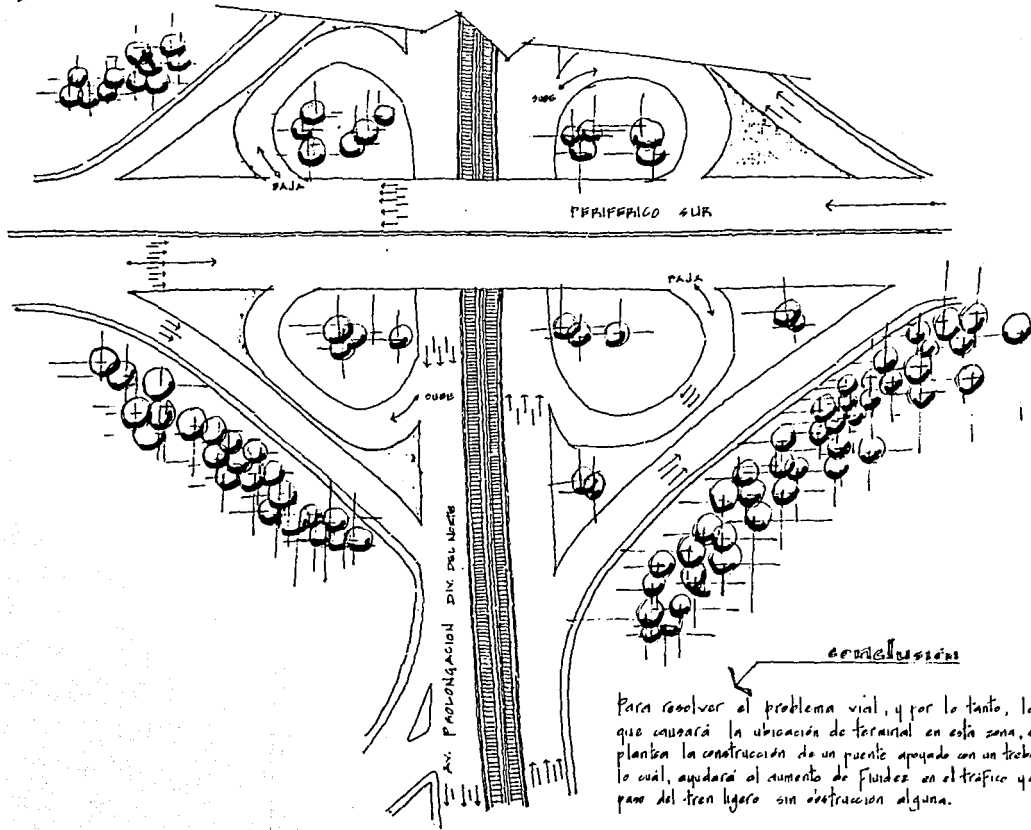 SUBE
BAJA
PERIFERICO SUR
BAJA
SUBE
AV. PROLONGACION DIV. DEL NORTE
conclusión
Para resolver el problema vial, y por lo tanto, lo
que causará la ubicación de terminal en esta zona,
plantea la construcción de un puente apoyado con un
lo cuál, ayudará al aumento de fluidez en el tráfico y
paso del tren ligero sin obstrucción alguna.